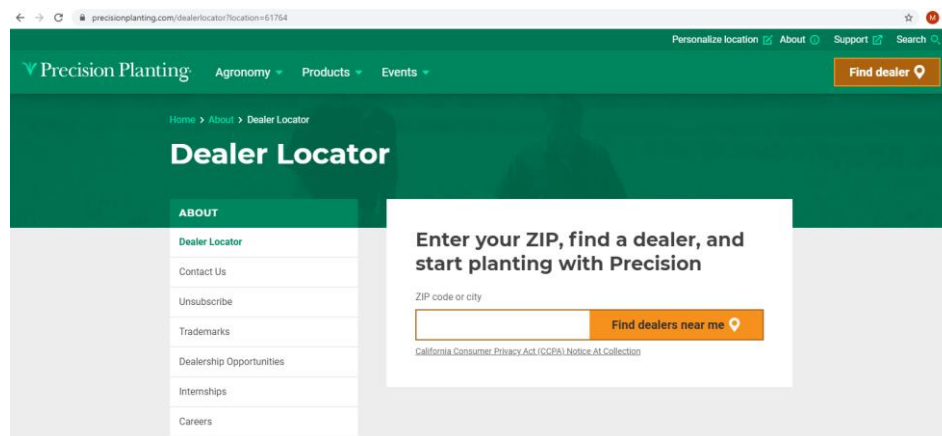 precisionplanting.com/dealerlocator?location=61764
M
Personalize location About Support Search
Precision Planting. Agronomy Products Events Find dealer
Home > About > Dealer Locator
Dealer Locator
ABOUT
Dealer Locator
Contact Us
Unsubscribe
Trademarks
Dealership Opportunities
Internships
Careers
Enter your ZIP, find a dealer, and
start planting with Precision
ZIP code or city
Find dealers near me
California Consumer Privacy Act (CCPA) Notice At Collection